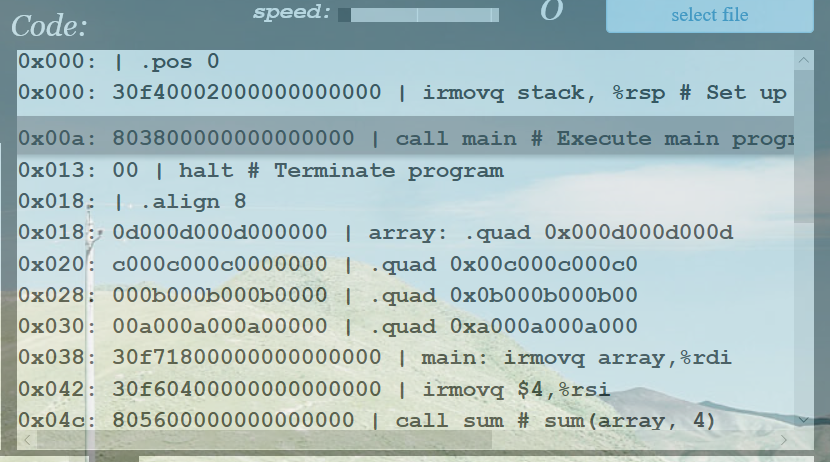 speed:
O
select file
Code:
0x000: | .pos 0
0x000: 30f40002000000000000 | irmovq stack, %rsp # Set up
0x00a: 803800000000000000 | call main # Execute main progr
0x013: 00 | halt # Terminate program
0x018: | .align 8
0x018: 0d000d000d000000 | array: .quad 0x000d000d000d
0x020: c000c000c0000000 | .quad 0x00c000c000c0
0x028: 000b000b000b0000 | .quad 0x0b000b000b00
0x030: 00a000a000a00000 | .quad 0xa000a000a000
0x038: 30f71800000000000000 | main: irmovq array,%rdi
0x042: 30f60400000000000000 | irmovq $4,%rsi
0x04c: 805600000000000000 | call sum # sum(array, 4)